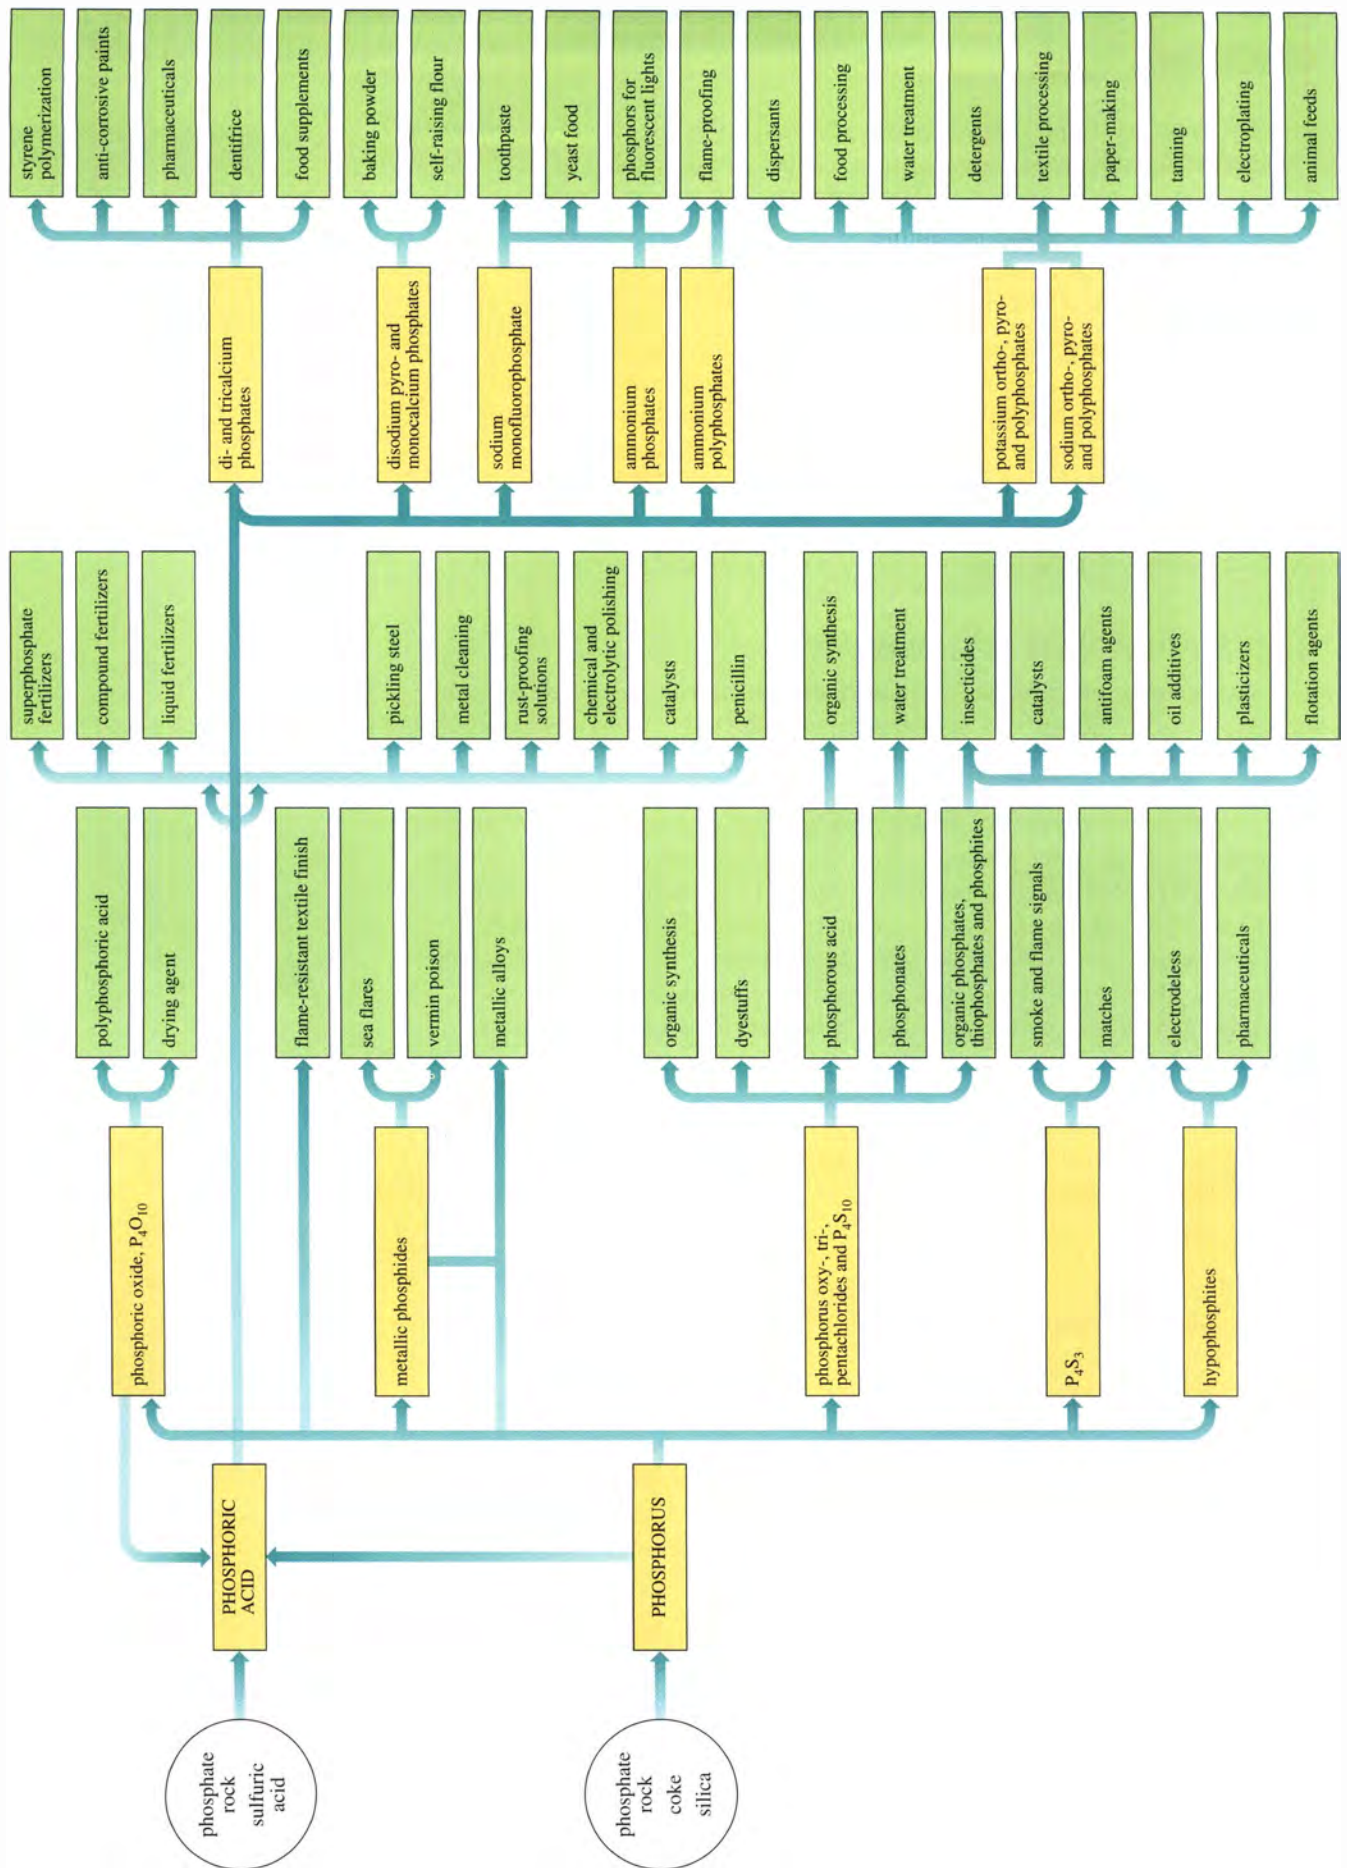 phosphate
rock
sulfuric
acid
phosphate
rock
coke
silica
PHOSPHORIC
ACID
PHOSPHORUS
phosphoric oxide, P₄O₁₀
metallic phosphides
phosphorus oxy-, tri-,
pentachlorides and P₄S₁₀
P₄S₃
hypophosphites
polyphosphoric acid
drying agent
flame-resistant textile finish
sea flares
vermin poison
metallic alloys
organic synthesis
dyestuffs
phosphorous acid
phosphonates
organic phosphates,
thiophosphates and phosphites
smoke and flame signals
matches
electrodeless
pharmaceuticals
superphosphate
fertilizers
compound fertilizers
liquid fertilizers
pickling steel
metal cleaning
rust-proofing
solutions
chemical and
electrolytic polishing
catalysts
penicillin
organic synthesis
water treatment
insecticides
catalysts
antifoam agents
oil additives
plasticizers
flotation agents
di- and tricalcium
phosphates
disodium pyro- and
monocalcium phosphates
sodium
monofluorophosphate
ammonium
phosphates
ammonium
polyphosphates
potassium ortho-, pyro-
and polyphosphates
sodium ortho-, pyro-
and polyphosphates
styrene
polymerization
anti-corrosive paints
pharmaceuticals
dentifrice
food supplements
baking powder
self-raising flour
toothpaste
yeast food
phosphors for
fluorescent lights
flame-proofing
dispersants
food processing
water treatment
detergents
textile processing
paper-making
tanning
electroplating
animal feeds